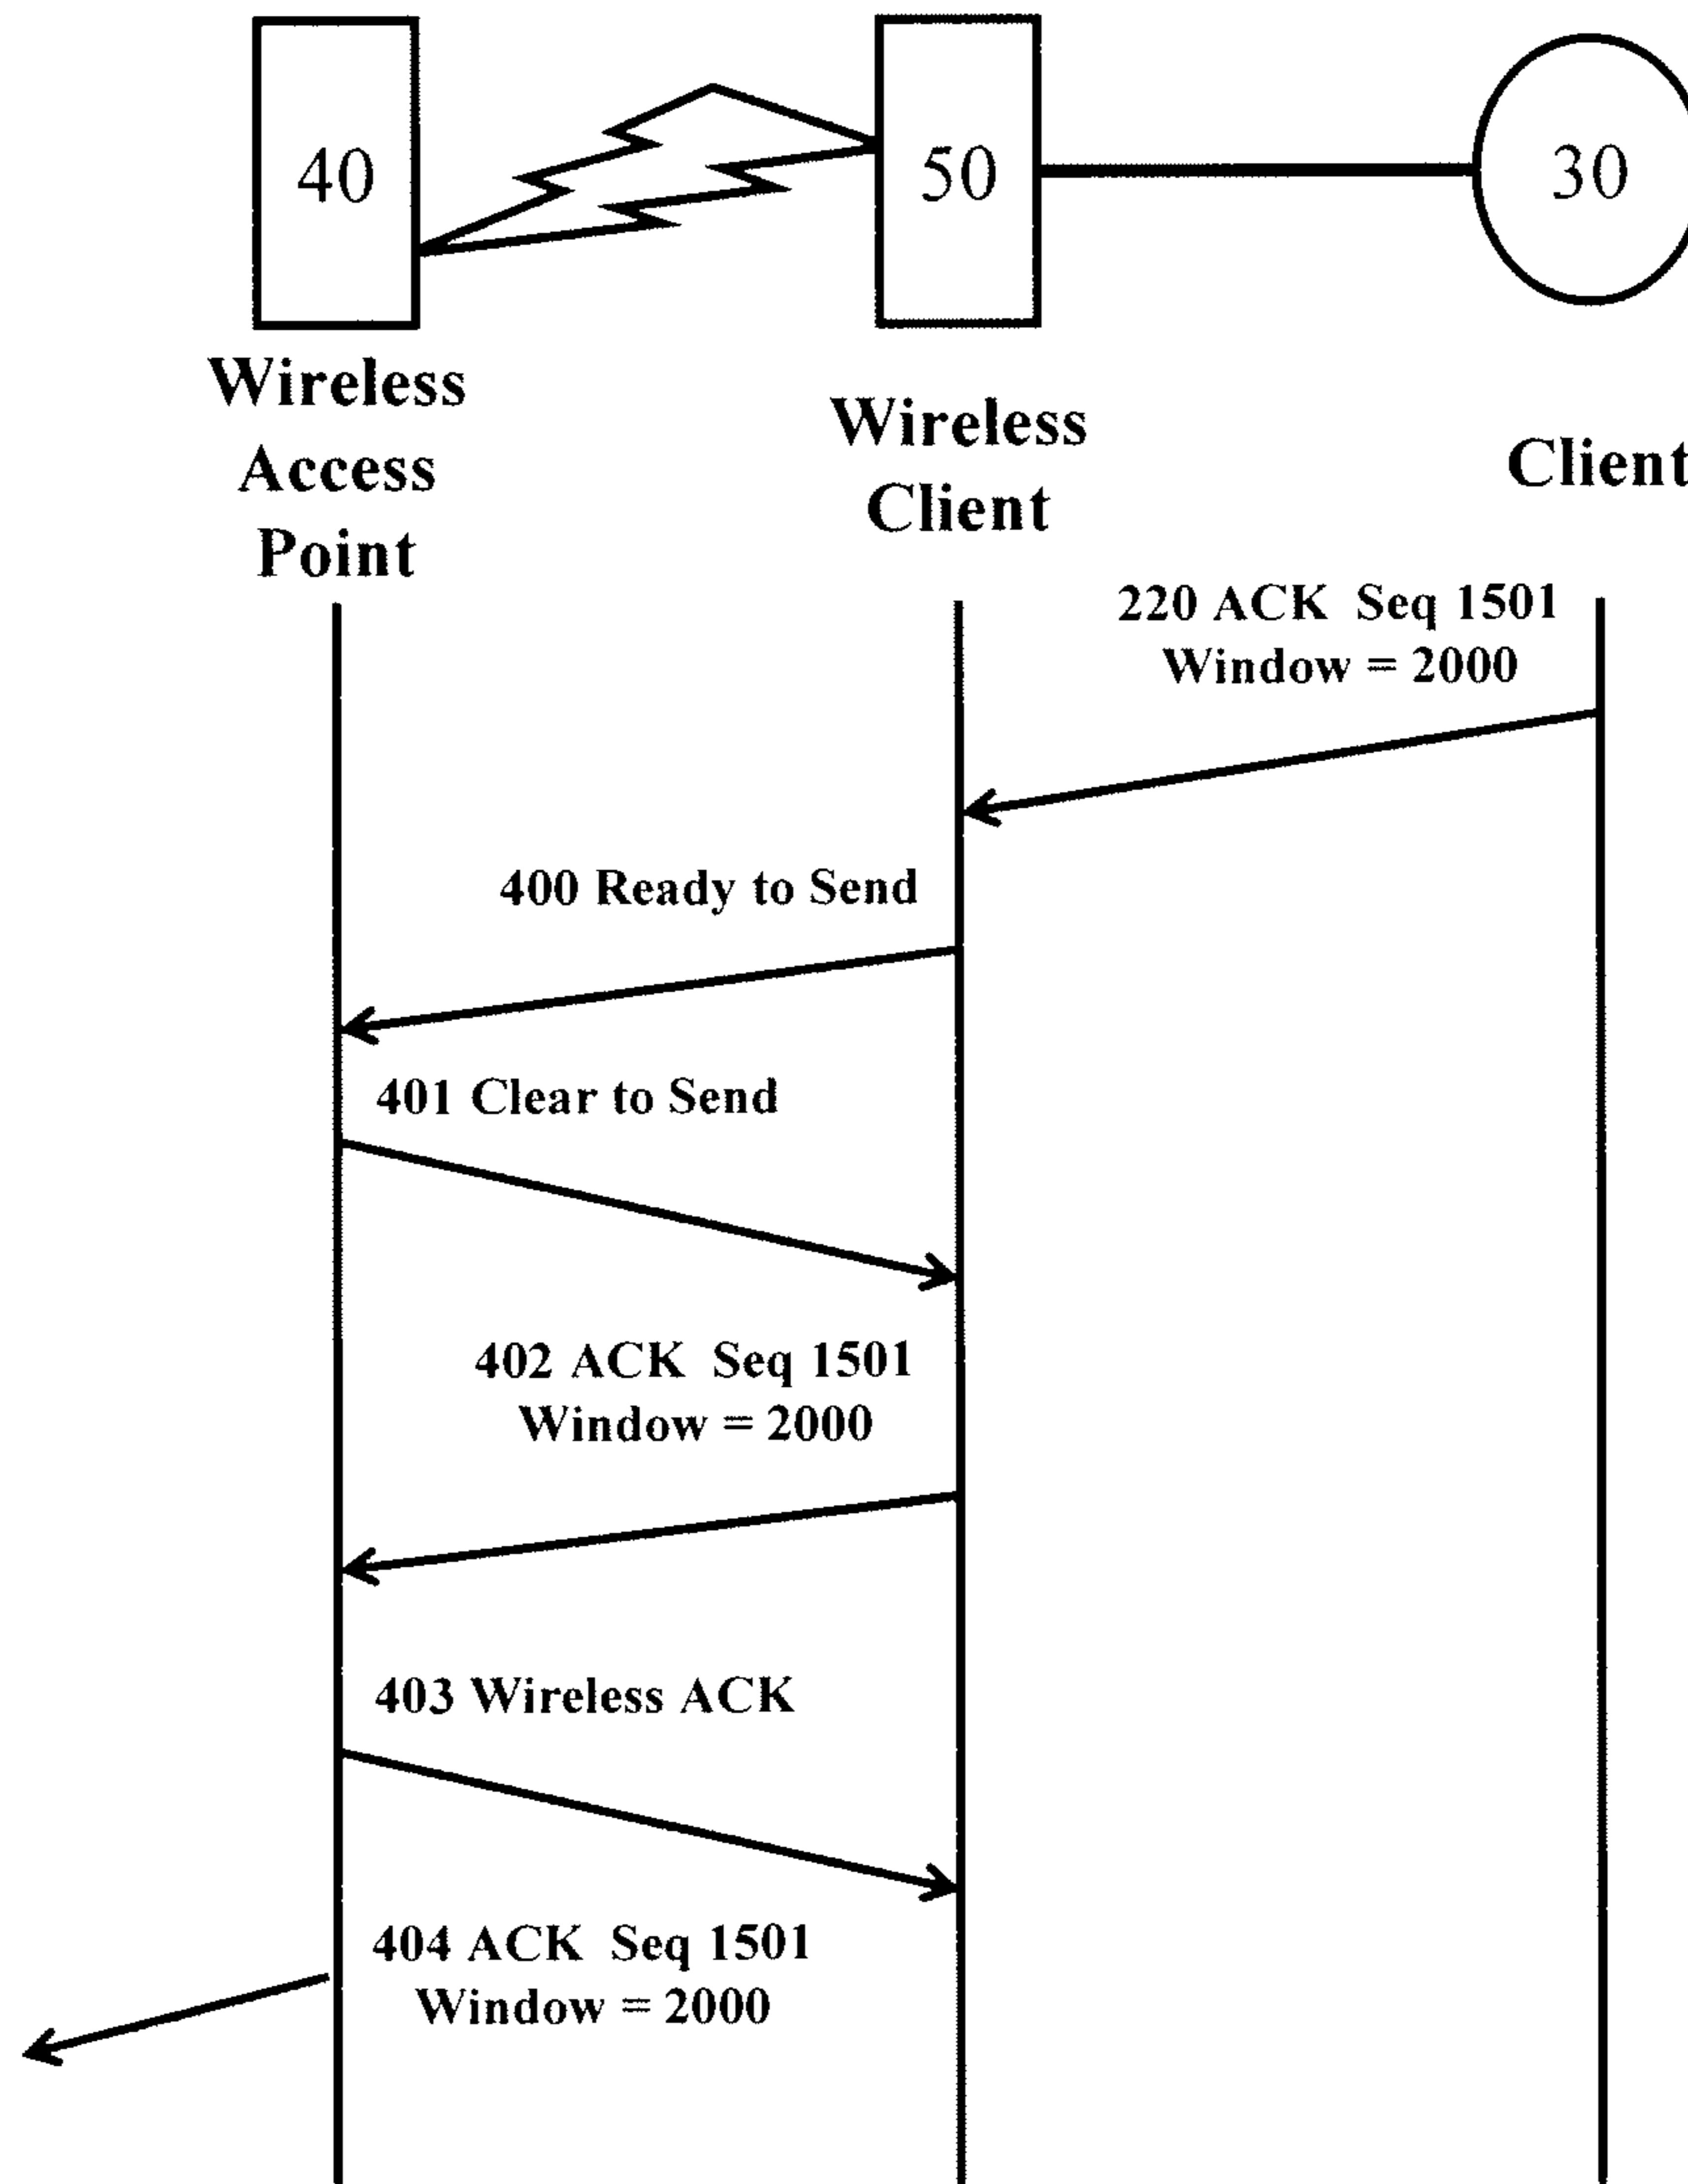 40
50
30
Wireless
Access
Point
Wireless
Client
Client
220 ACK Seq 1501
Window = 2000
400 Ready to Send
401 Clear to Send
402 ACK Seq 1501
Window = 2000
403 Wireless ACK
404 ACK Seq 1501
Window = 2000